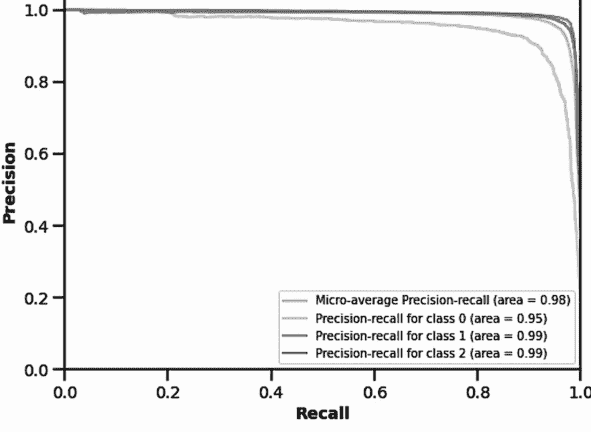 1.0
0.8
0.6
0.4
0.2
0.0
Precision
Micro-average Precision-recall (area = 0.98)
Precision-recall for class 0 (area = 0.95)
Precision-recall for class 1 (area = 0.99)
Precision-recall for class 2 (area = 0.99)
0.0 0.2 0.4 0.6 0.8 1.0
Recall